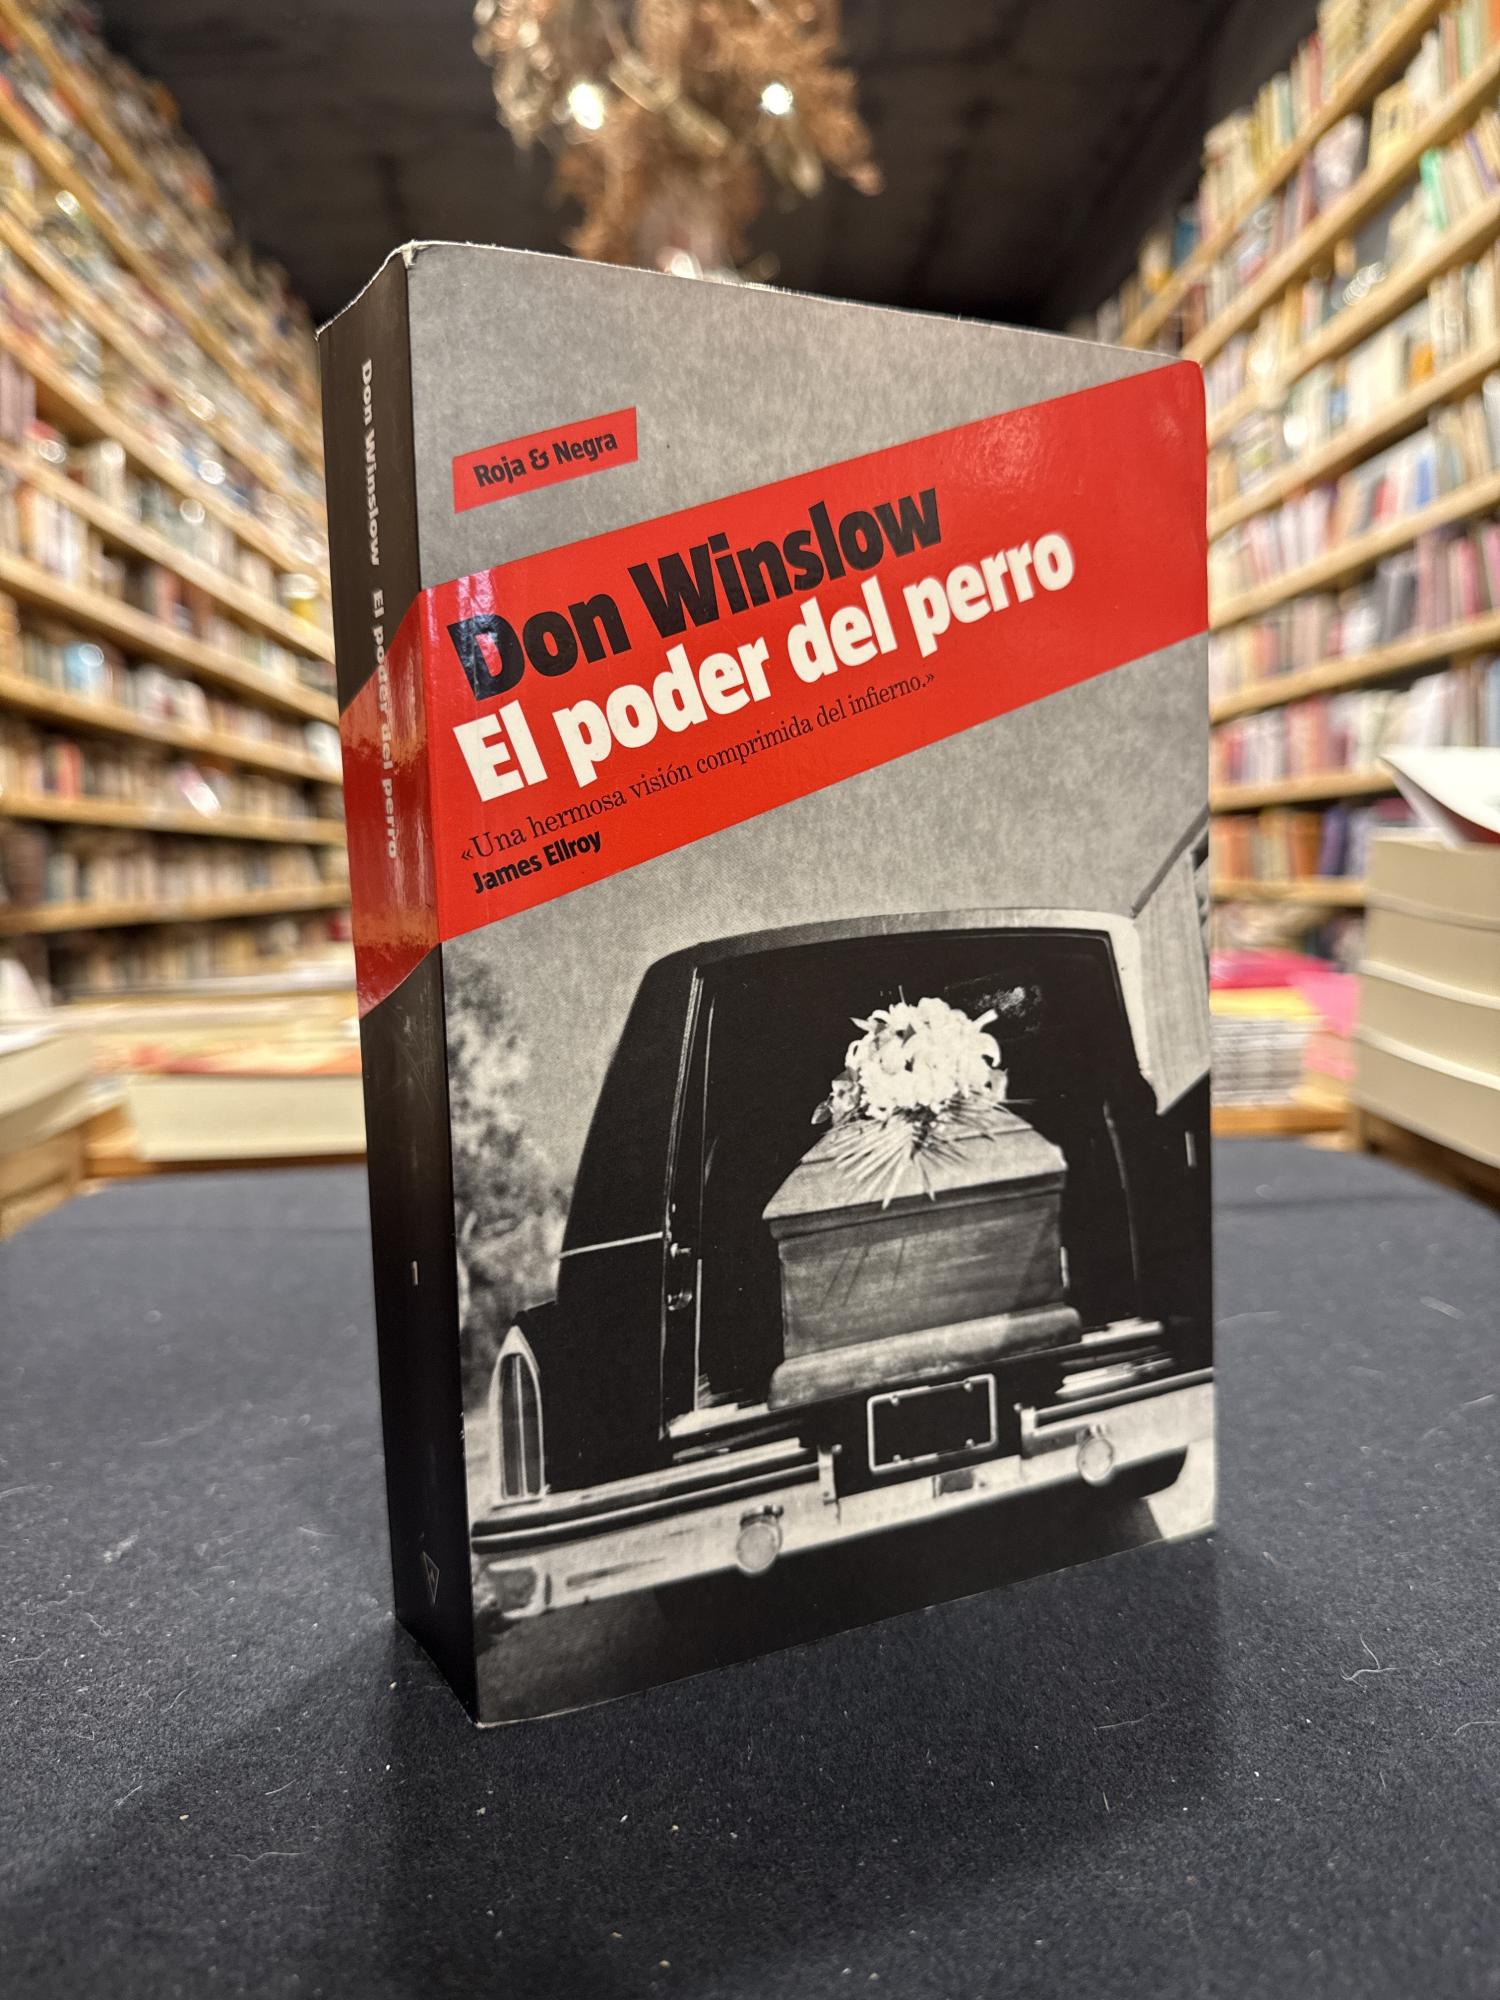 Roja & Negra
Don Winslow
El poder del perro
«Una hermosa visión comprimida del infierno.»
James Ellroy
Don Winslow El poder del perro